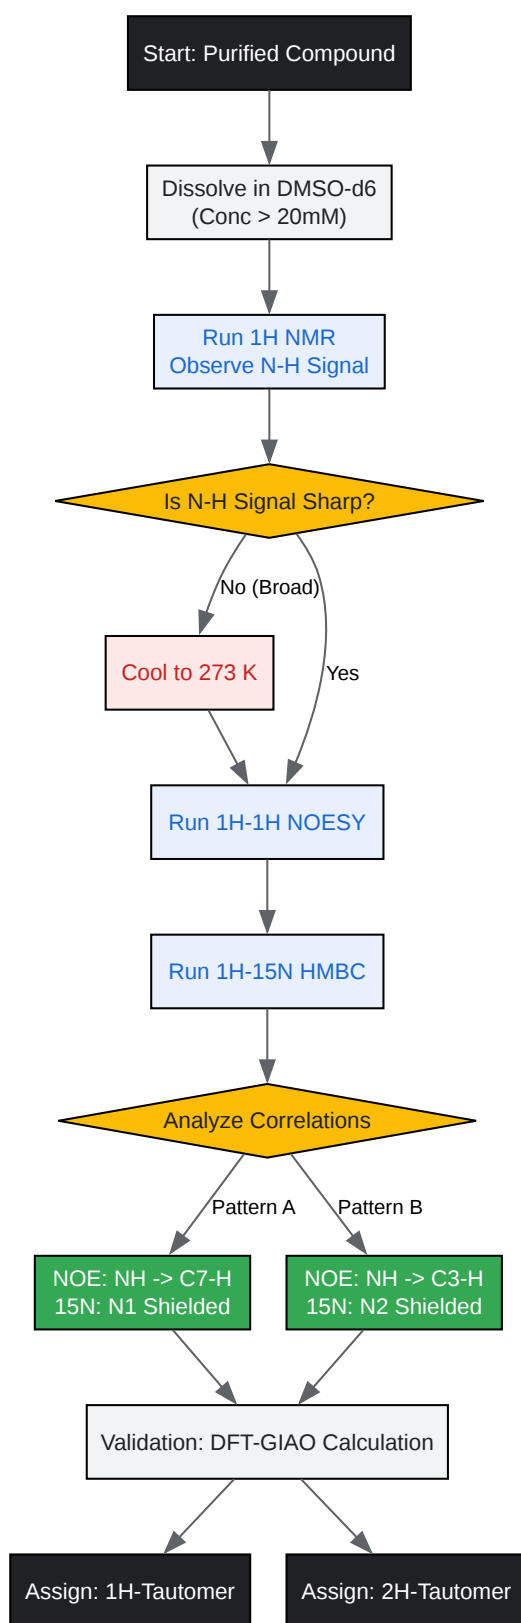 Start: Purified Compound
Dissolve in DMSO-d6
(Conc > 20mM)
Run 1H NMR
Observe N-H Signal
Is N-H Signal Sharp?
No (Broad)
Cool to 273 K
Yes
Run 1H-1H NOESY
Run 1H-15N HMBC
Analyze Correlations
Pattern A
Pattern B
NOE: NH -> C7-H
15N: N1 Shielded
NOE: NH -> C3-H
15N: N2 Shielded
Validation: DFT-GIAO Calculation
Assign: 1H-Tautomer
Assign: 2H-Tautomer